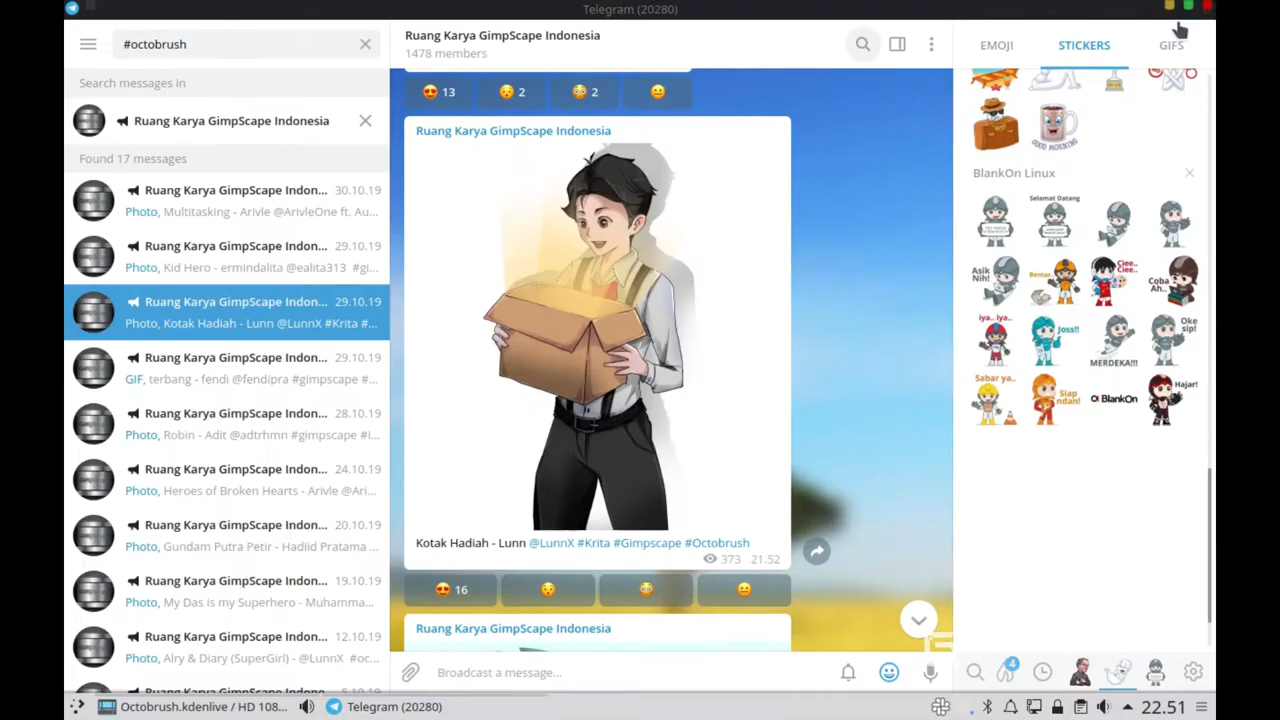 Telegram (20280)
#octobrush
Search messages in
Ruang Karya GimpScape Indonesia
Found 17 messages
Ruang Karya GimpScape Indon... 30.10.19
Photo, Multitasking - Arivle @ArivleOne ft. Au...
Ruang Karya GimpScape Indon... 29.10.19
Photo, Kid Hero - ermindalita @ealita313 #gi...
Ruang Karya GimpScape Indon... 29.10.19
Photo, Kotak Hadiah - Lunn @LunnX #Krita #...
Ruang Karya GimpScape Indon... 29.10.19
GIF, terbang - fendi @fendipra #gimpscape #...
Ruang Karya GimpScape Indon... 28.10.19
Photo, Robin - Adit @adtrhmn #gimpscape #i...
Ruang Karya GimpScape Indon... 24.10.19
Photo, Heroes of Broken Hearts - Arivle @Ari...
Ruang Karya GimpScape Indon... 20.10.19
Photo, Gundam Putra Petir - Hadiid Pratama ...
Ruang Karya GimpScape Indon... 19.10.19
Photo, My Das is my Superhero - Muhamma...
Ruang Karya GimpScape Indon... 12.10.19
Photo, Alry & Diary (SuperGirl) - @LunnX #oc...
Ruang Karya GimpScape Indonesia
1478 members
13 2 2
Ruang Karya GimpScape Indonesia
Kotak Hadiah - Lunn @LunnX #Krita #Gimpscape #Octobrush
373 21.52
16
Ruang Karya GimpScape Indonesia
Broadcast a message...
EMOJI STICKERS GIFS
GOOD MORNING
BlankOn Linux
Selamat Datang
Asik Nih!
Bentar..
Ciee.. Ciee..
Coba Ah..
iya.. iya..
Joss!!
MERDEKA!!!
Oke sip!
Sabar ya..
Siap ndan!
BlankOn
Hajar!
4
Octobrush.kdenlive / HD 108... Telegram (20280) 22.51